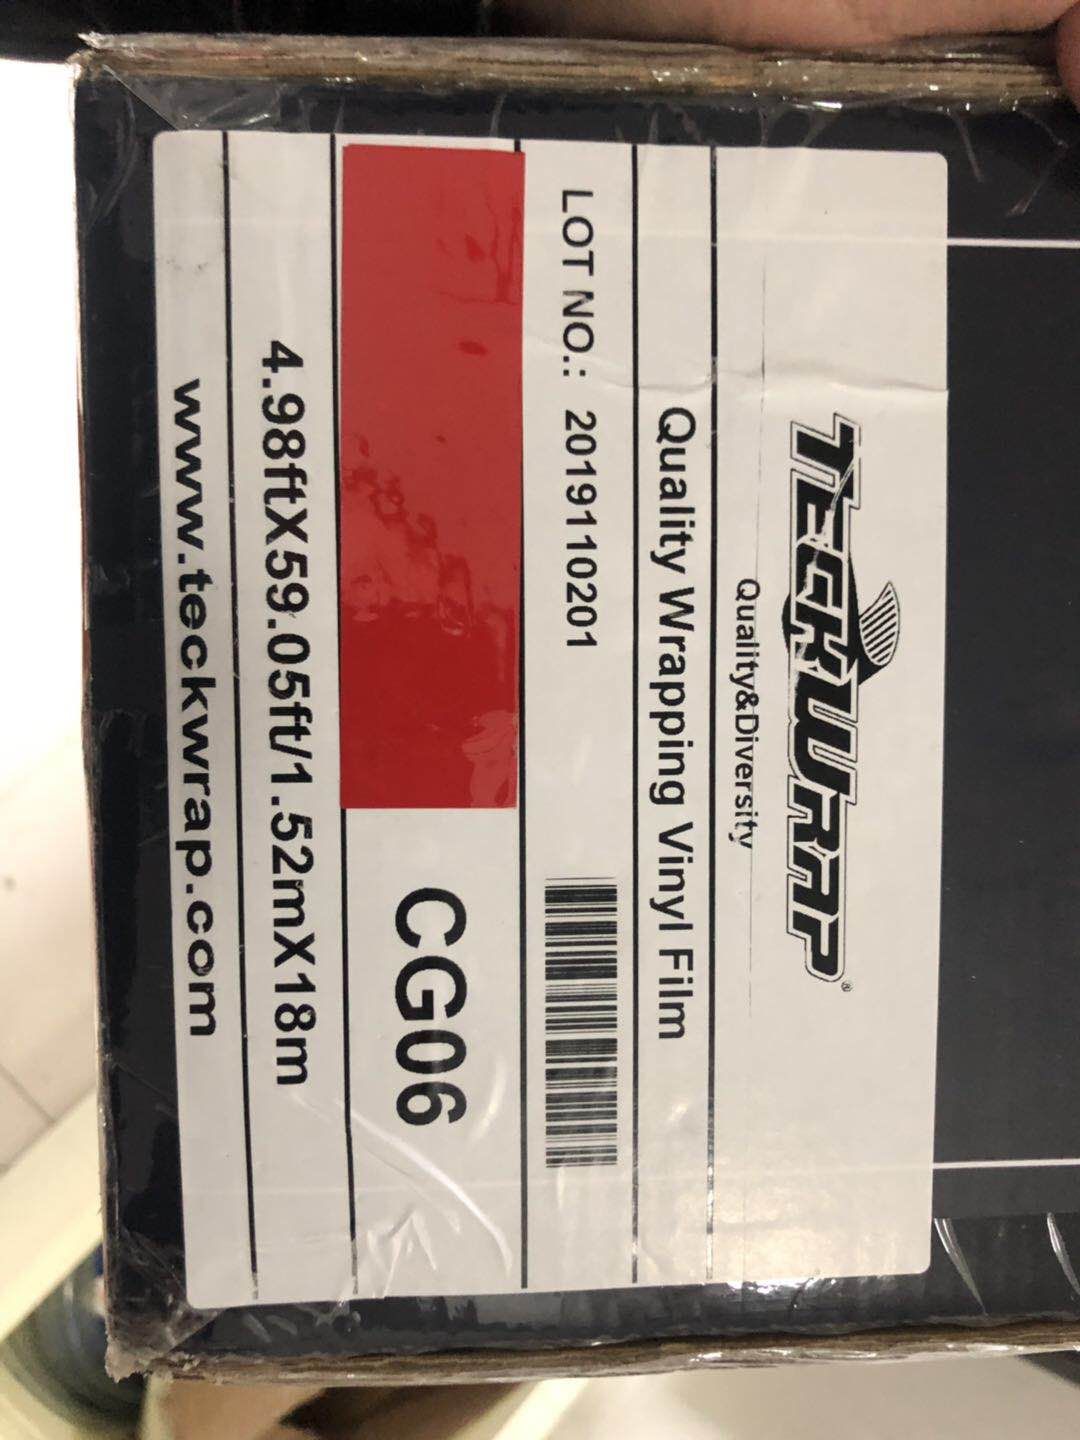 TECKWRAP®
Quality&Diversity
Quality Wrapping Vinyl Film
LOT NO.: 2019110201
CG06
4.98ftX59.05ft/1.52mX18m
www.teckwrap.com